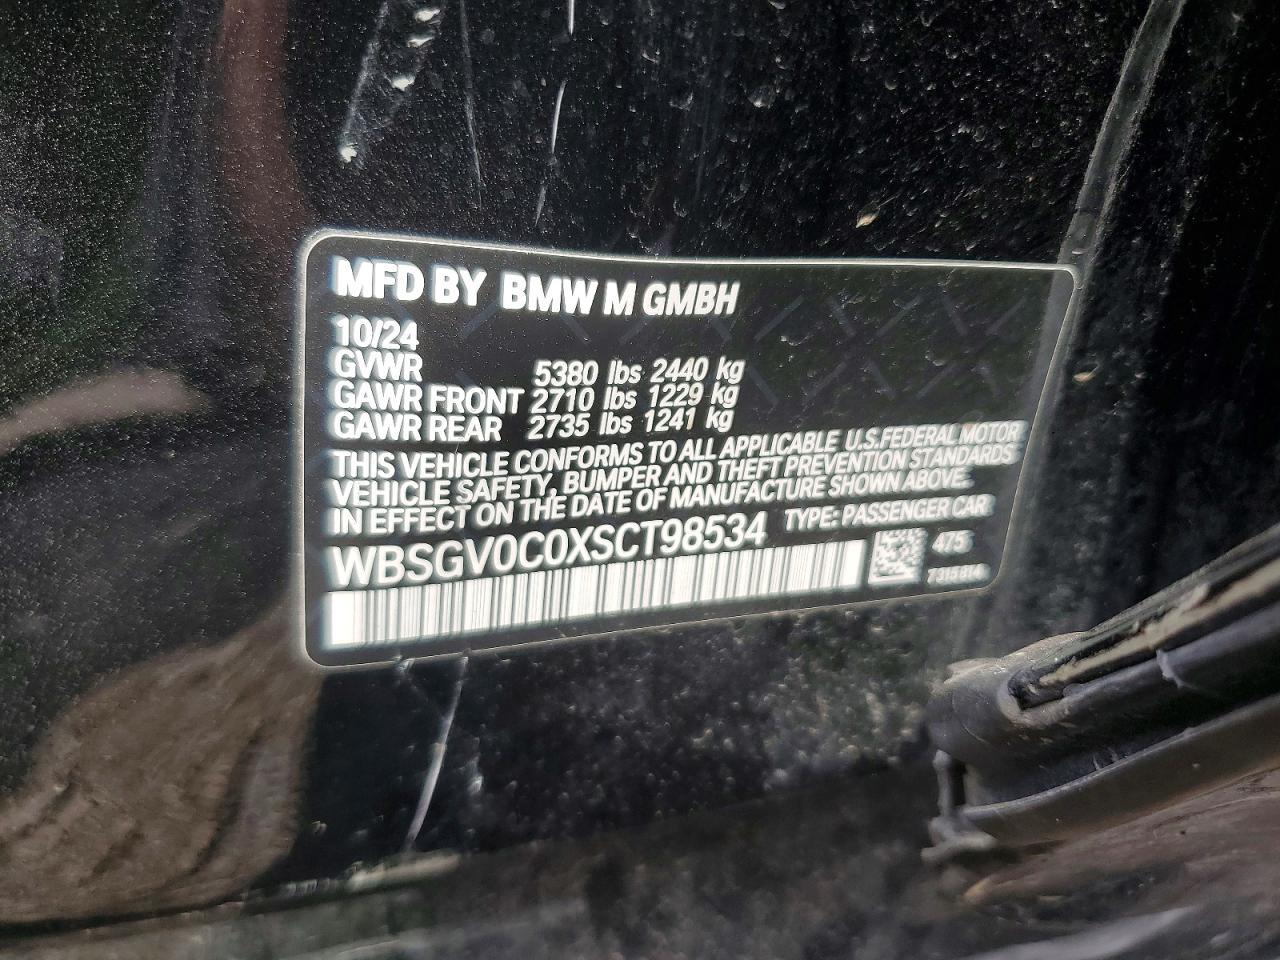 MFD BY BMW M GMBH
10/24
GVWR 5380 lbs 2440 kg
GAWR FRONT 2710 lbs 1229 kg
GAWR REAR 2735 lbs 1241 kg
THIS VEHICLE CONFORMS TO ALL APPLICABLE U.S.FEDERAL MOTOR
VEHICLE SAFETY, BUMPER AND THEFT PREVENTION STANDARDS
IN EFFECT ON THE DATE OF MANUFACTURE SHOWN ABOVE.
WBSGV0C0XSCT98534 TYPE: PASSENGER CAR
475
7315814